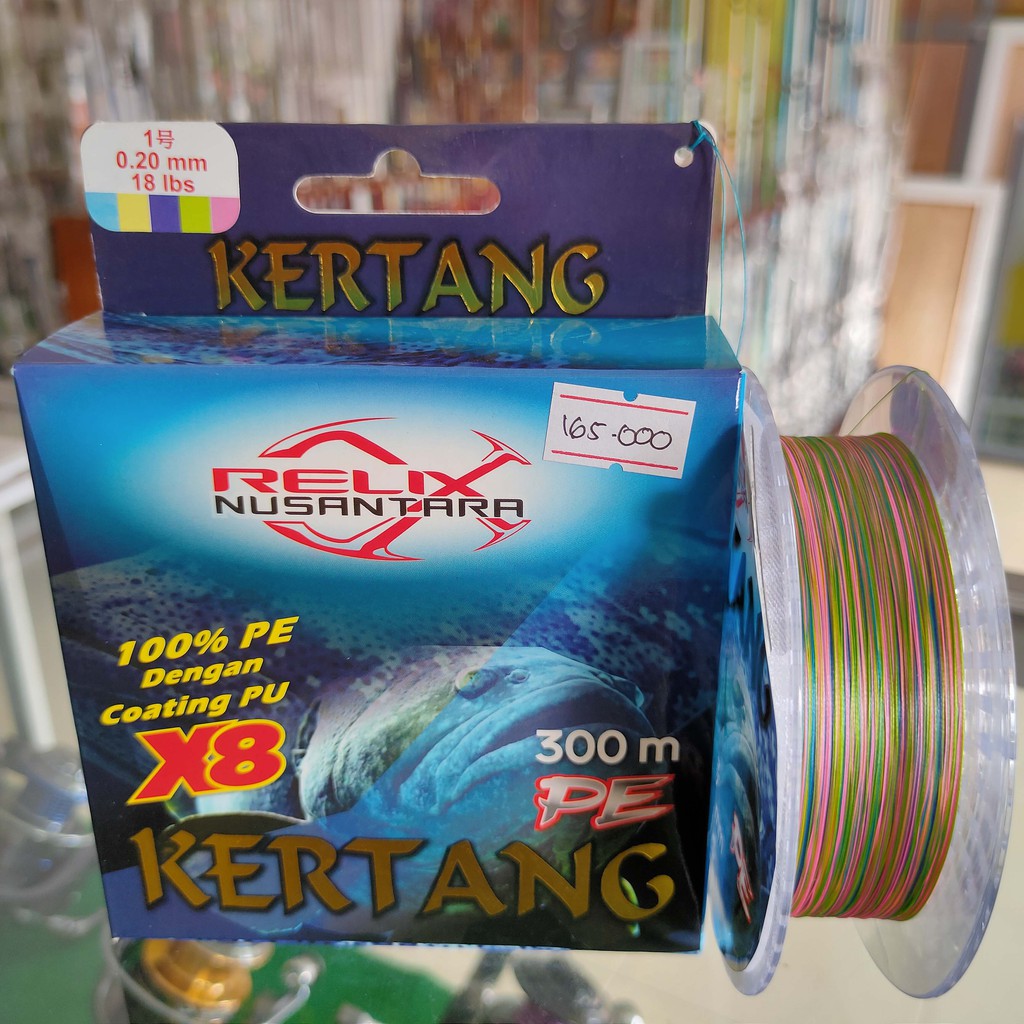 1号
0.20 mm
18 lbs
KERTANG
165.000
RELIX
NUSANTARA
100% PE
Dengan
Coating PU
X8
300 m
PE
KERTANG